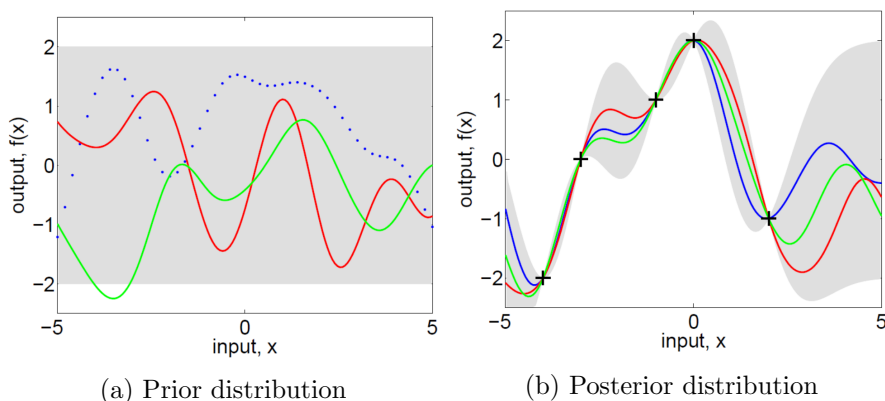 2
1
0
−1
−2
−5
0
5
output, f(x)
input, x
(a) Prior distribution
2
1
0
−1
−2
−5
0
5
output, f(x)
input, x
(b) Posterior distribution